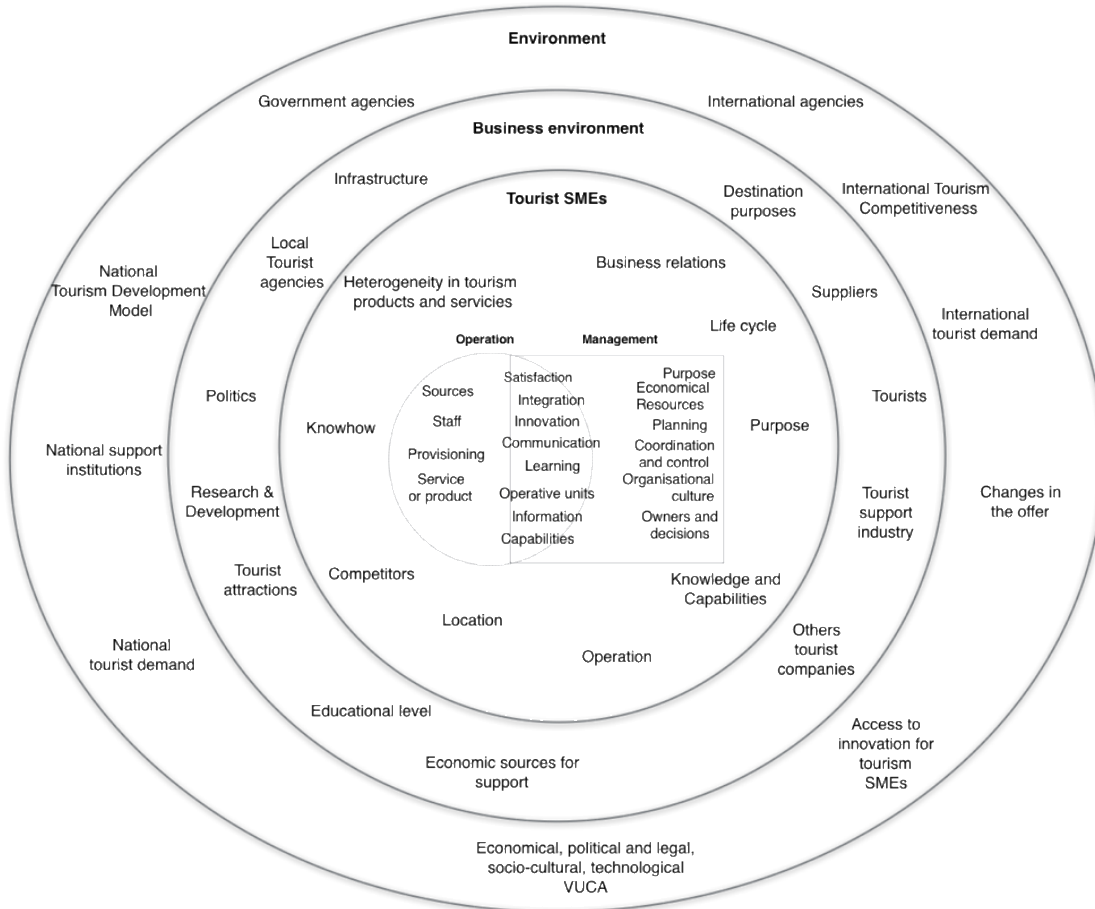 Environment
Government agencies
International agencies
Business environment
Infrastructure
Destination
purposes
International Tourism
Competitiveness
Tourist SMEs
Local
Tourist
agencies
Business relations
National
Tourism Development
Model
Heterogeneity in tourism
products and servicies
Suppliers
International
tourist demand
Life cycle
Operation
Management
Sources
Staff
Provisioning
Service
or product
Satisfaction
Integration
Innovation
Communication
Learning
Operative units
Information
Capabilities
Purpose
Economical
Resources
Planning
Coordination
and control
Organisational
culture
Owners and
decisions
Politics
Knowhow
Purpose
Tourists
National support
institutions
Research &
Development
Tourist
support
industry
Changes in
the offer
Tourist
attractions
Competitors
Knowledge and
Capabilities
Location
Operation
Others
tourist
companies
National
tourist demand
Educational level
Economic sources for
support
Access to
innovation for
tourism
SMEs
Economical, political and legal,
socio-cultural, technological
VUCA